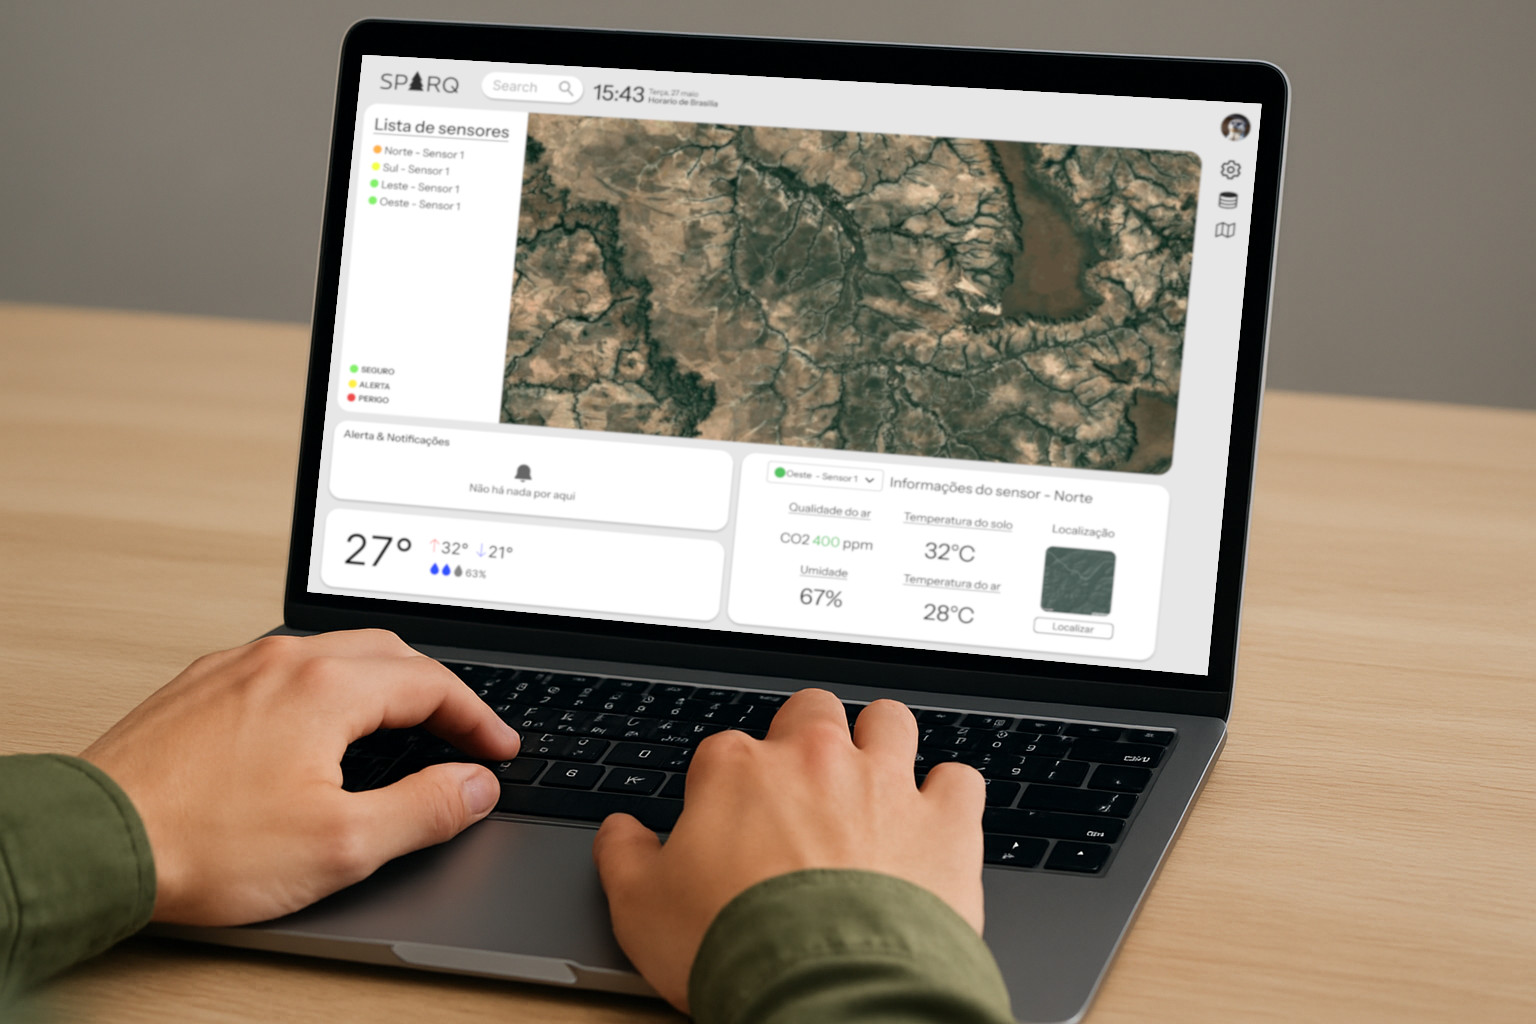 SPARQ
Search
15:43
Terça, 27 maio
Horario de Brasília
Lista de sensores
Norte - Sensor 1
Sul - Sensor 1
Leste - Sensor 1
Oeste - Sensor 1
SEGURO
ALERTA
PERIGO
Alerta & Notificações
Não há nada por aqui
27° ↑32° ↓21°
63%
Oeste - Sensor 1
Informações do sensor - Norte
Qualidade do ar
CO2 400 ppm
Umidade
67%
Temperatura do solo
32°C
Temperatura do ar
28°C
Localização
Localizar